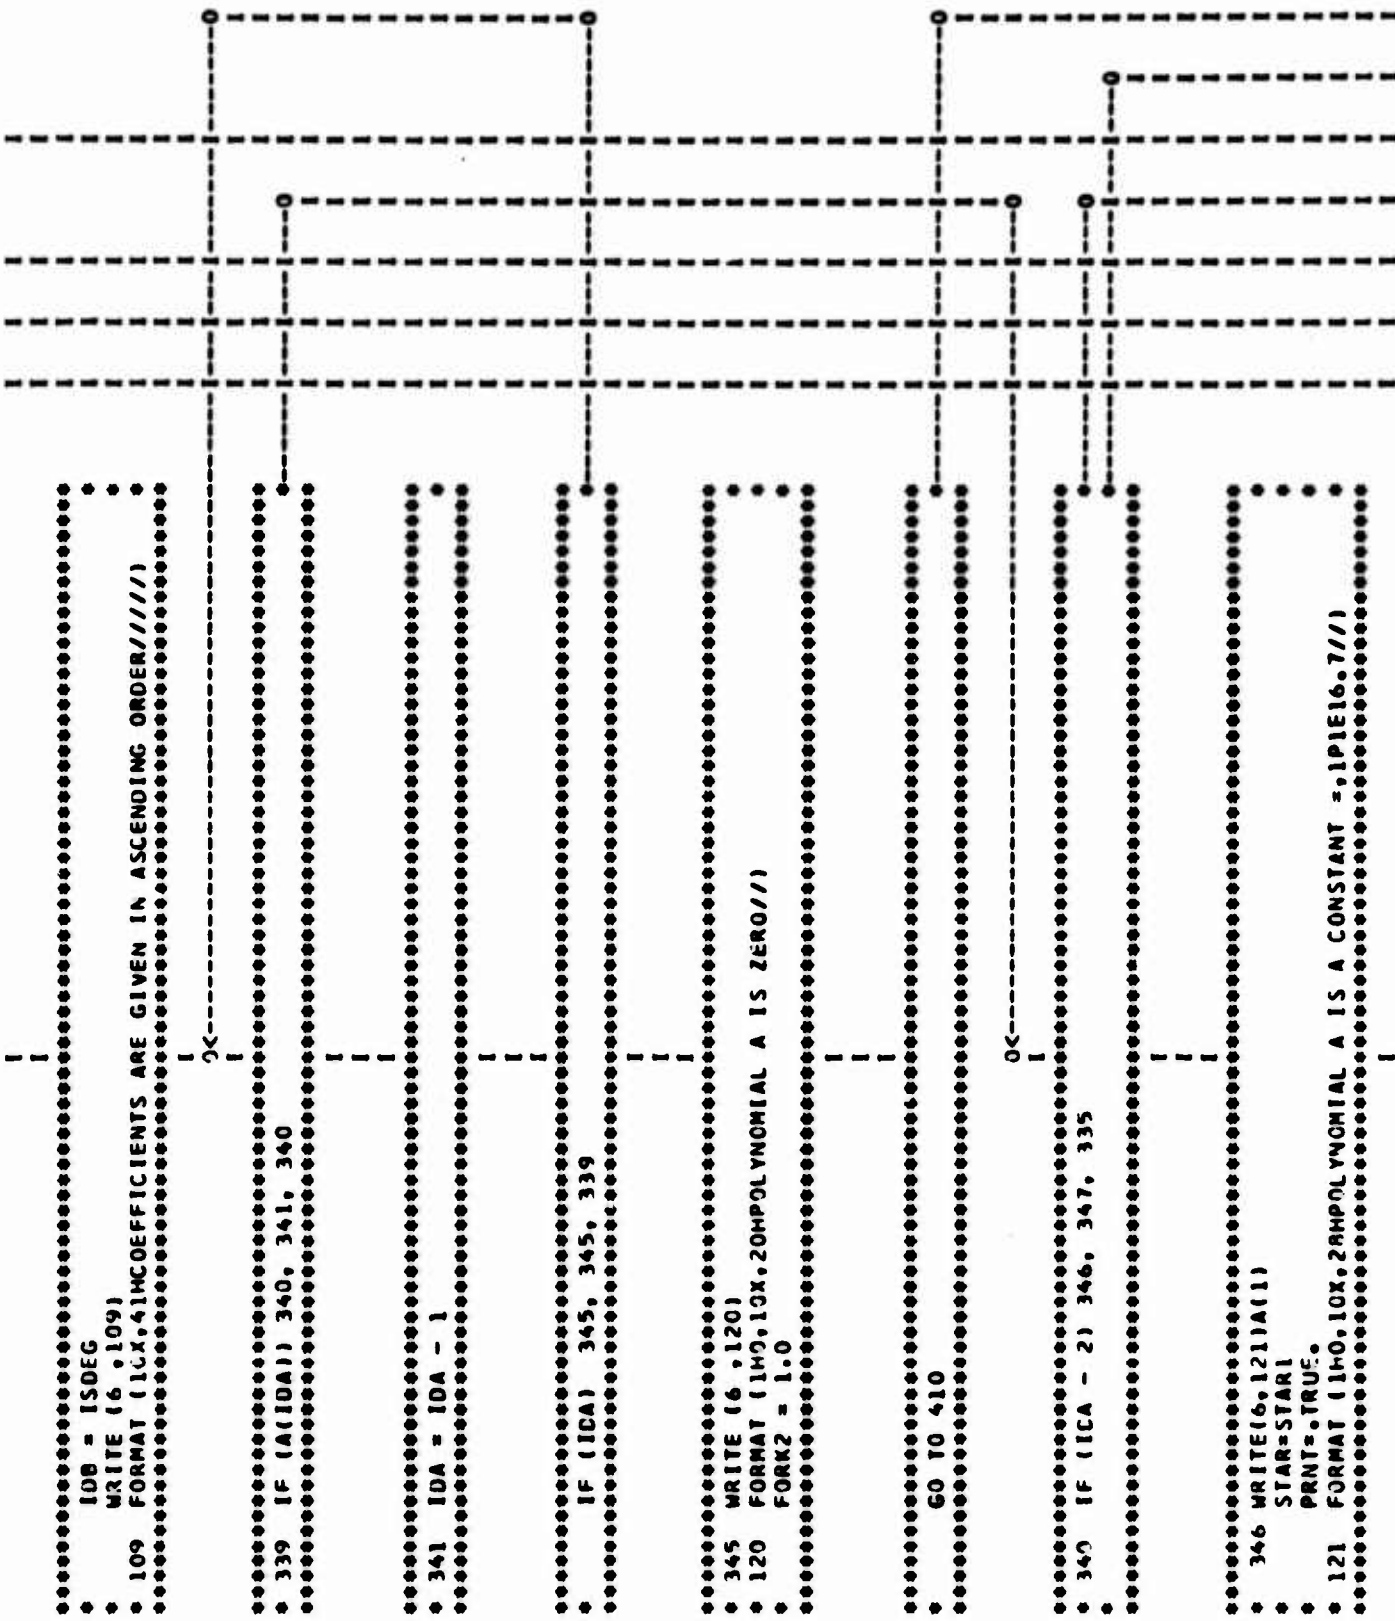 IDB = ISDEG
WRITE (6 ,109)
109 FORMAT (10X,41HCOEFFICIENTS ARE GIVEN IN ASCENDING ORDER/////)
339 IF (A(IDA)) 340, 341, 340
341 IDA = IDA - 1
IF (IDA) 345, 345, 339
345 WRITE (6 ,120)
120 FORMAT (1H0,10X,20HPOLYNOMIAL A IS ZERO//)
FORK2 = 1.0
GO TO 410
340 IF (ICA - 2) 346, 347, 335
346 WRITE(6,121)A(1)
STAR=STAR1
PRNT=.TRUE.
121 FORMAT (1H0,10X,28HPOLYNOMIAL A IS A CONSTANT =,1P1E16.7//)